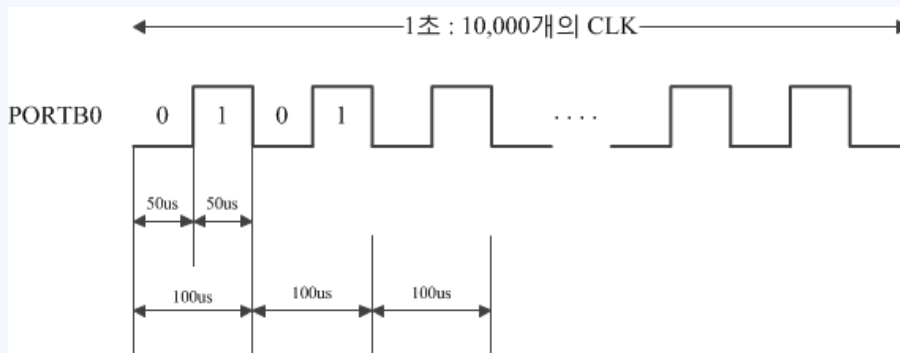 1초 : 10,000개의 CLK
PORTB0 0 1 0 1 . . . .
50us 50us
100us 100us 100us